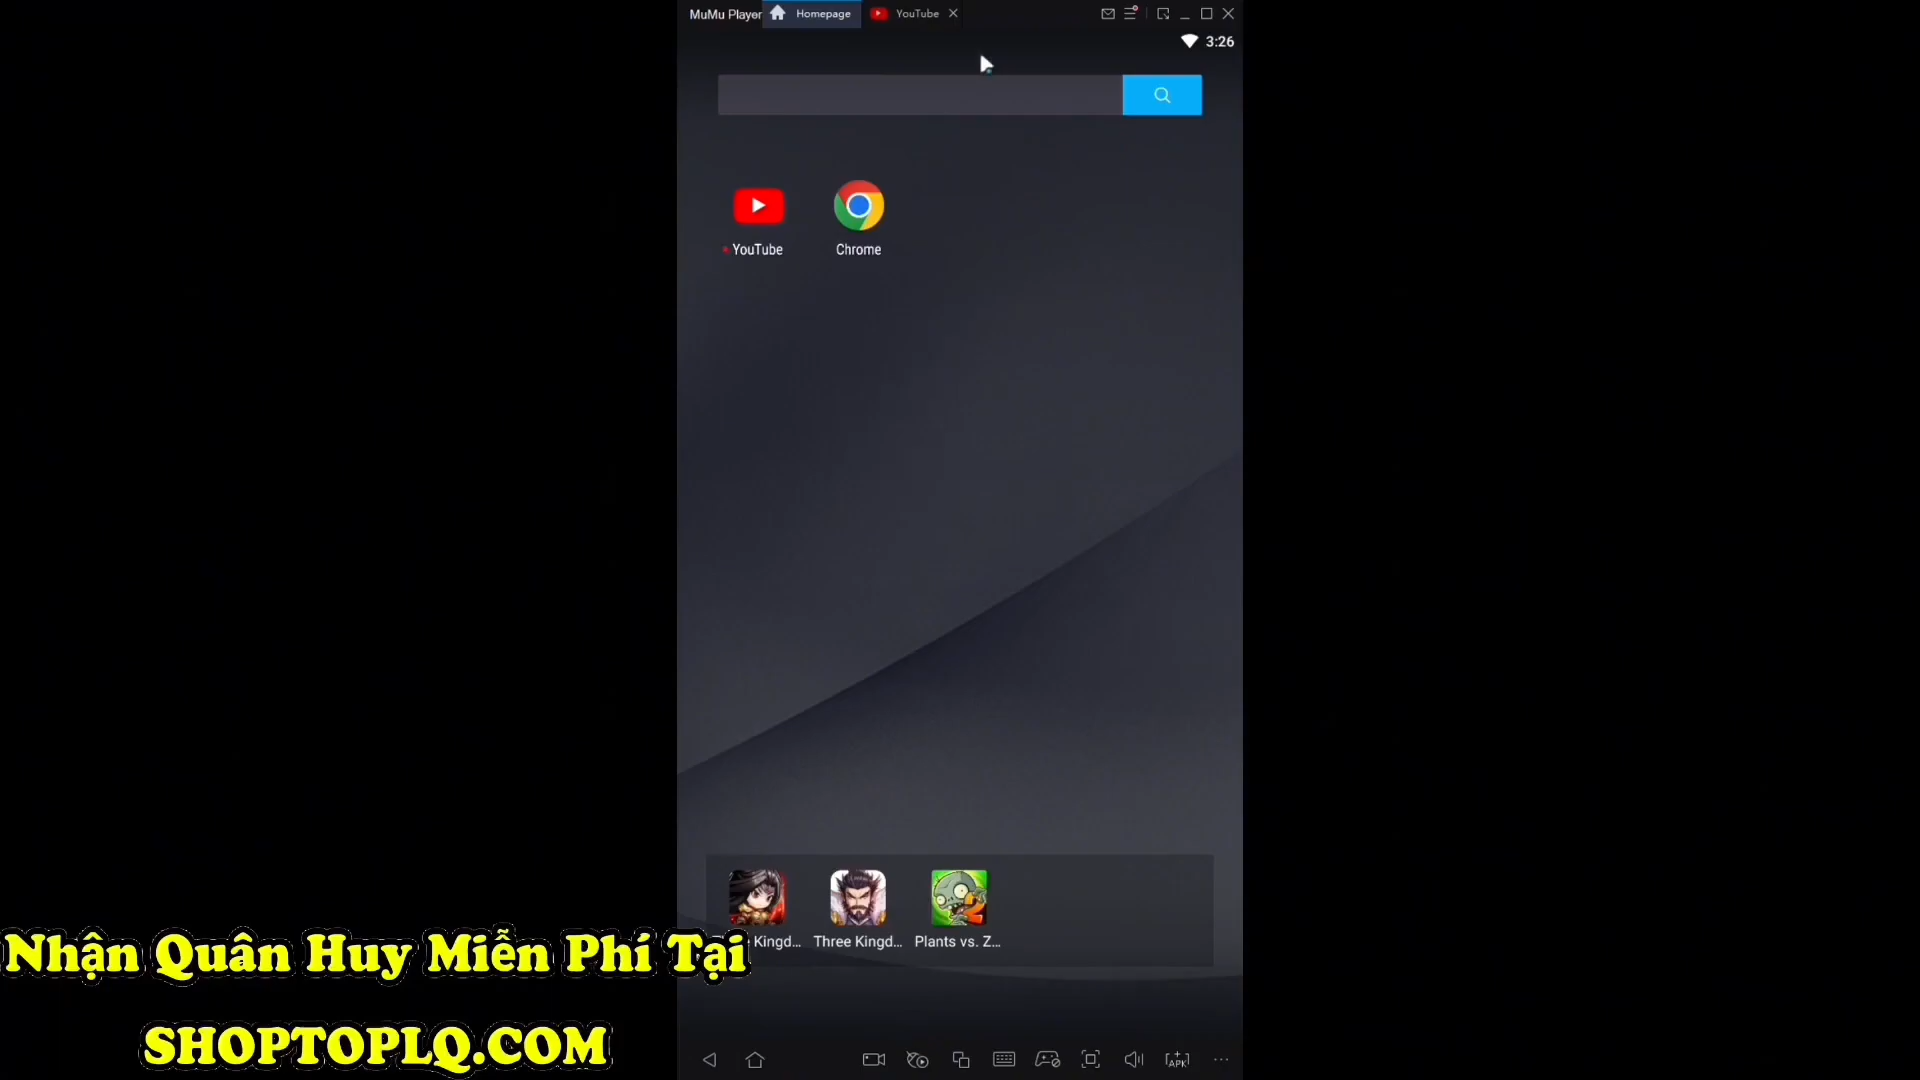 MuMu Player
Homepage
YouTube
3:26
YouTube
Chrome
Kingd...
Three Kingd...
Plants vs. Z...
Nhận Quân Huy Miễn Phí Tại
SHOPTOPLQ.COM
APK